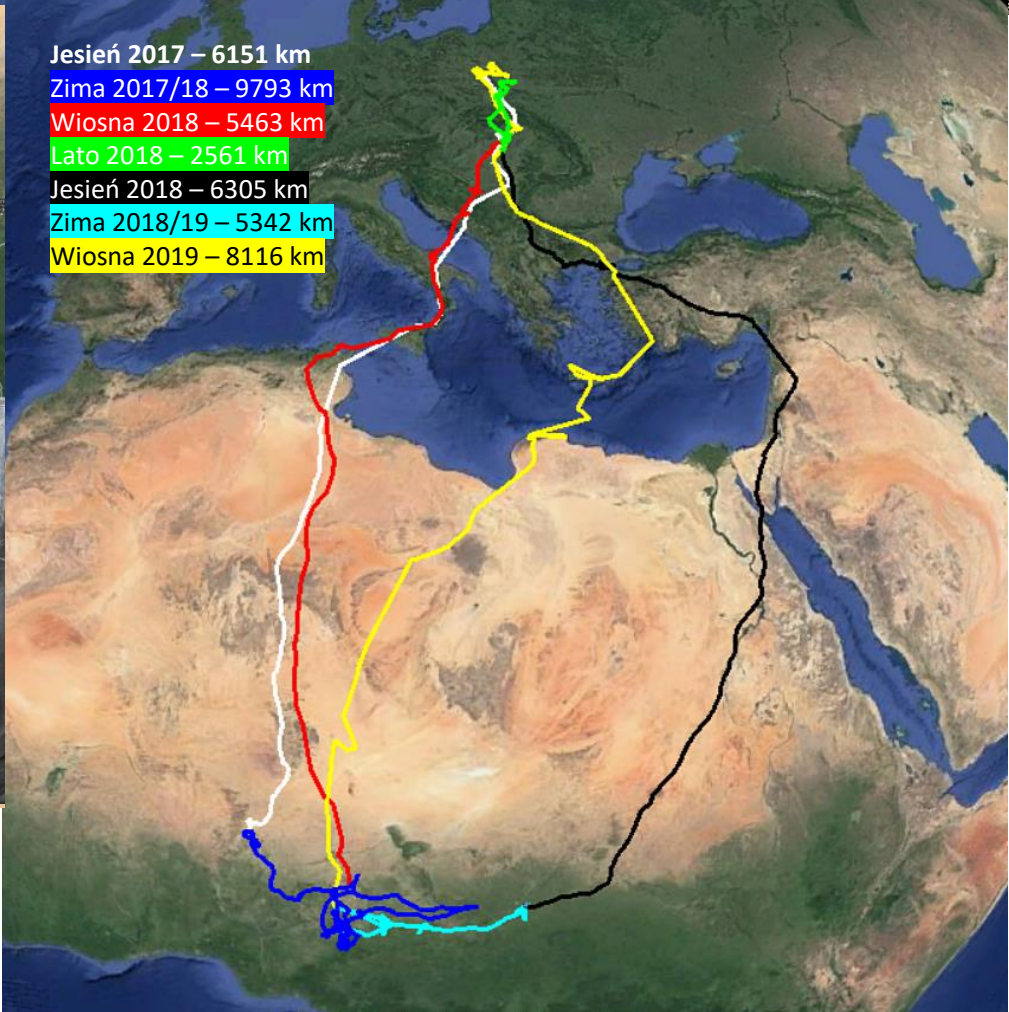 Jesień 2017 – 6151 km
Zima 2017/18 – 9793 km
Wiosna 2018 – 5463 km
Lato 2018 – 2561 km
Jesień 2018 – 6305 km
Zima 2018/19 – 5342 km
Wiosna 2019 – 8116 km